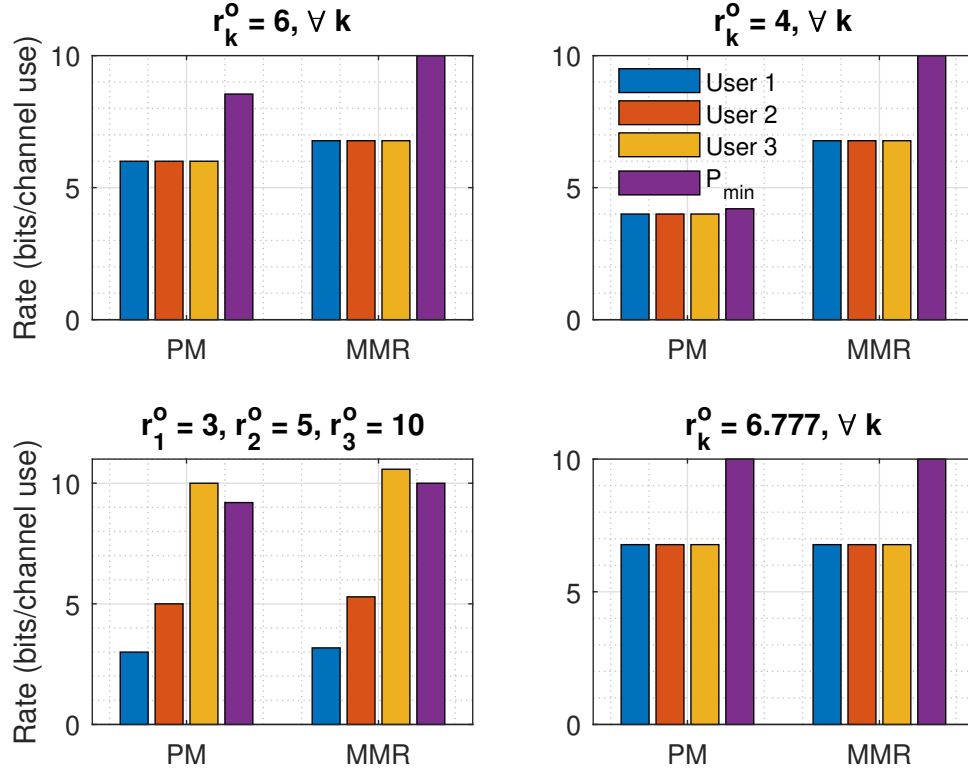 r_k^o = 6, ∀ k
Rate (bits/channel use)
10
5
0
PM MMR
r_k^o = 4, ∀ k
10
5
0
User 1
User 2
User 3
P_min
PM MMR
r_1^o = 3, r_2^o = 5, r_3^o = 10
Rate (bits/channel use)
10
5
0
PM MMR
r_k^o = 6.777, ∀ k
10
5
0
PM MMR